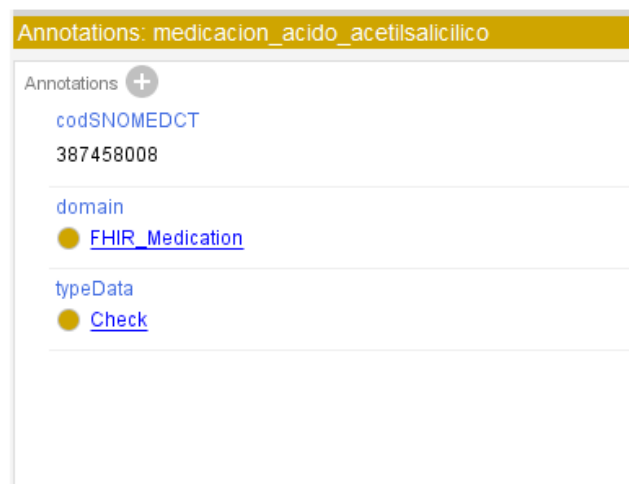 Annotations: medicacion_acido_acetilsalicilico
Annotations
codSNOMEDCT
387458008
domain
FHIR_Medication
typeData
Check